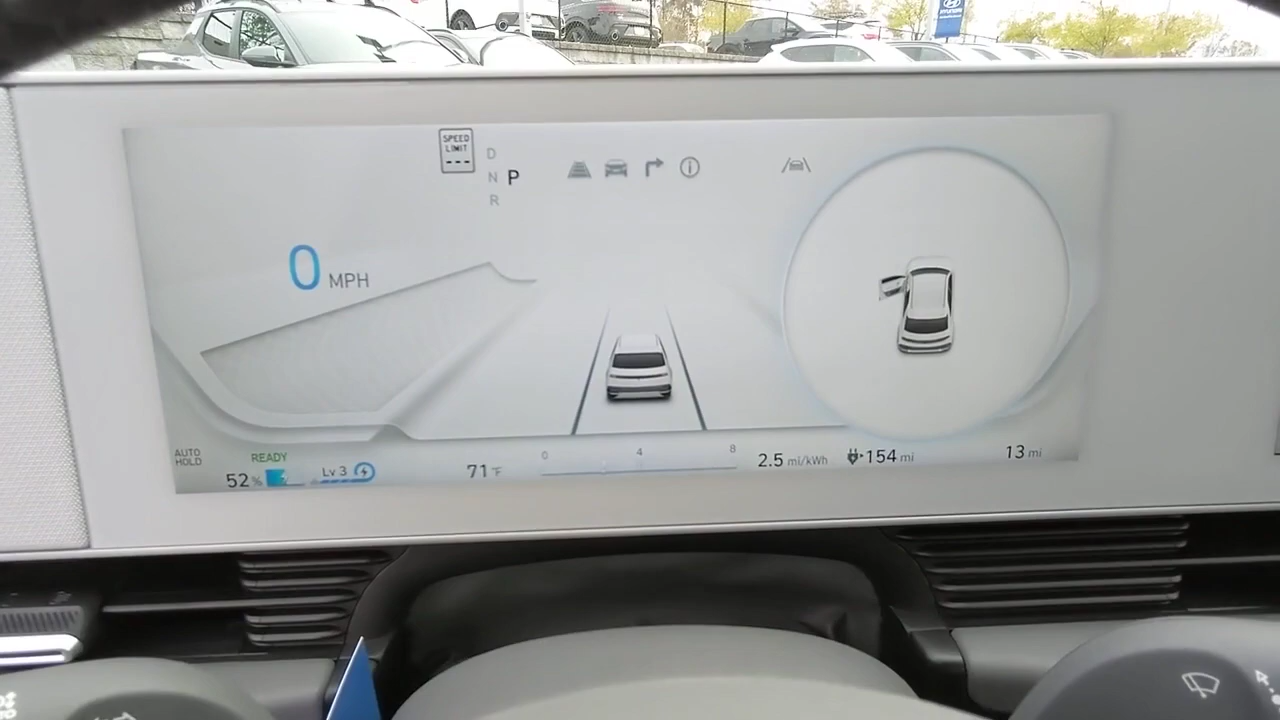 HYUNDAI
SPEED
LIMIT
---
D
N P
R
0 MPH
AUTO
HOLD
READY
52%
Lv 3
71°F
0 4 8
2.5 mi/kWh
154 mi
13 mi